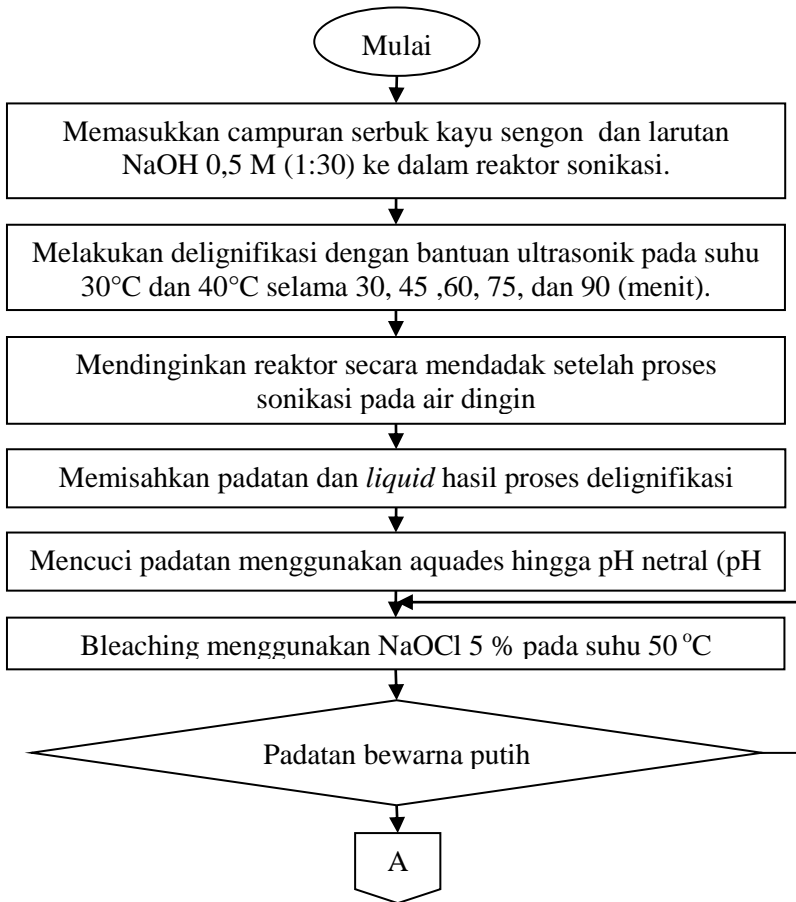 Mulai
Memasukkan campuran serbuk kayu sengon dan larutan
NaOH 0,5 M (1:30) ke dalam reaktor sonikasi.
Melakukan delignifikasi dengan bantuan ultrasonik pada suhu
30°C dan 40°C selama 30, 45 ,60, 75, dan 90 (menit).
Mendinginkan reaktor secara mendadak setelah proses
sonikasi pada air dingin
Memisahkan padatan dan liquid hasil proses delignifikasi
Mencuci padatan menggunakan aquades hingga pH netral (pH
Bleaching menggunakan NaOCl 5 % pada suhu 50 °C
Padatan bewarna putih
A